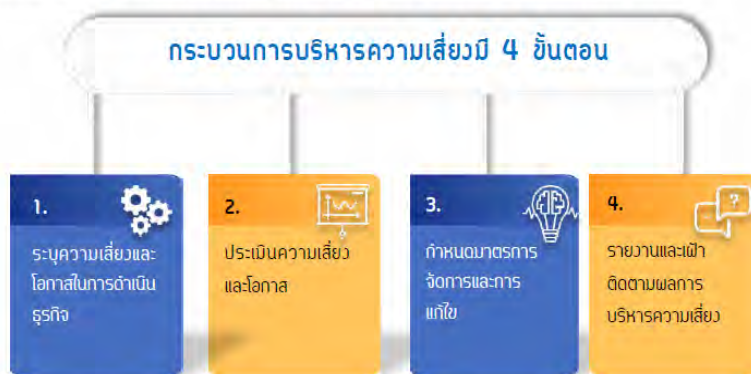 กระบวนการบริหารความเสี่ยงมี 4 ขั้นตอน
1.
ระบุความเสี่ยงและ
โอกาสในการดำเนิน
ธุรกิจ
2.
ประเมินความเสี่ยง
และโอกาส
3.
กำหนดมาตรการ
จัดการและการ
แก้ไข
4.
?
รายงานและเฝ้า
ติดตามผลการ
บริหารความเสี่ยง